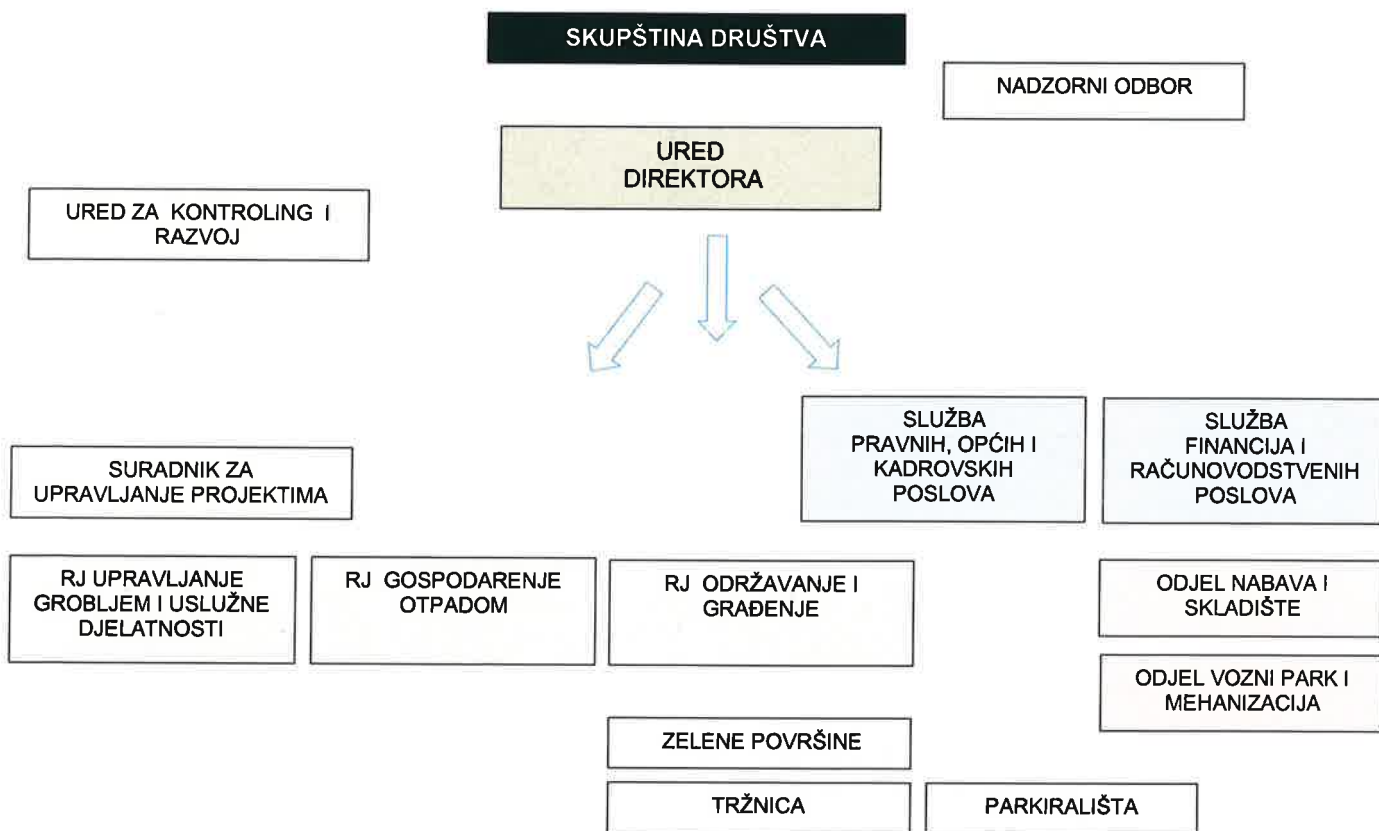 SKUPŠTINA DRUŠTVA
NADZORNI ODBOR
URED
DIREKTORA
URED ZA KONTROLING I
RAZVOJ
SLUŽBA
PRAVNIH, OPĆIH I
KADROVSKIH
POSLOVA
SLUŽBA
FINANCIJA I
RAČUNOVODSTVENIH
POSLOVA
SURADNIK ZA
UPRAVLJANJE PROJEKTIMA
RJ UPRAVLJANJE
GROBLJEM I USLUŽNE
DJELATNOSTI
RJ GOSPODARENJE
OTPADOM
RJ ODRŽAVANJE I
GRAĐENJE
ODJEL NABAVA I
SKLADIŠTE
ODJEL VOZNI PARK I
MEHANIZACIJA
ZELENE POVRŠINE
TRŽNICA
PARKIRALIŠTA